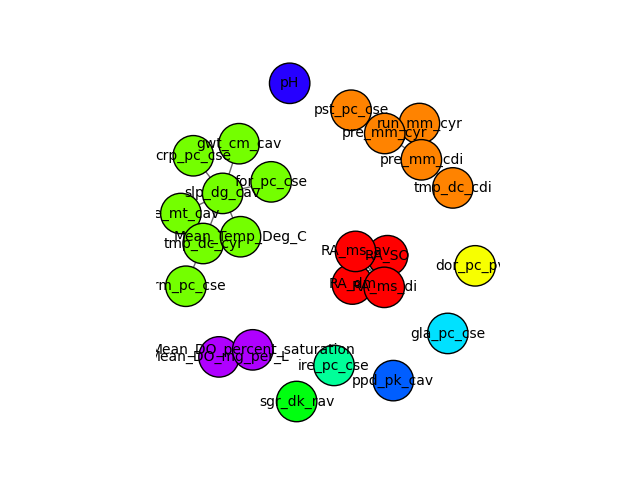 pH
pst_pc_cse
run_mm_cyr
pre_mm_cyr
gwt_cm_cav
crp_pc_cse
pre_mm_cdi
for_pc_cse
tmp_dc_cdi
slp_dg_cav
e_mt_cav
Mean_Temp_Deg_C
tmp_dc_cyr
RA_ms_av
RA_SO
dor_pc_pv
RA_dm
RA_ms_di
rm_pc_cse
gla_pc_cse
Mean_DO_percent_saturation
Mean_DO_mg_per_L
ire_pc_cse
ppd_pk_cav
sgr_dk_rav